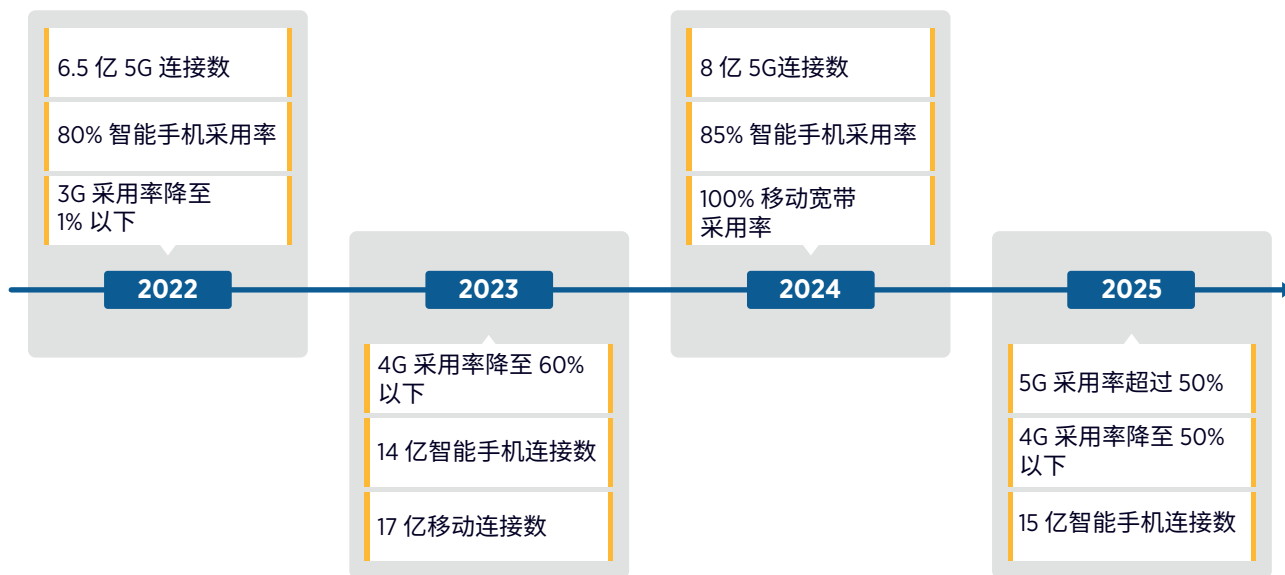 6.5 亿 5G 连接数
80% 智能手机采用率
3G 采用率降至
1% 以下
2022
2023
4G 采用率降至 60%
以下
14 亿智能手机连接数
17 亿移动连接数
8 亿 5G连接数
85% 智能手机采用率
100% 移动宽带
采用率
2024
2025
5G 采用率超过 50%
4G 采用率降至 50%
以下
15 亿智能手机连接数